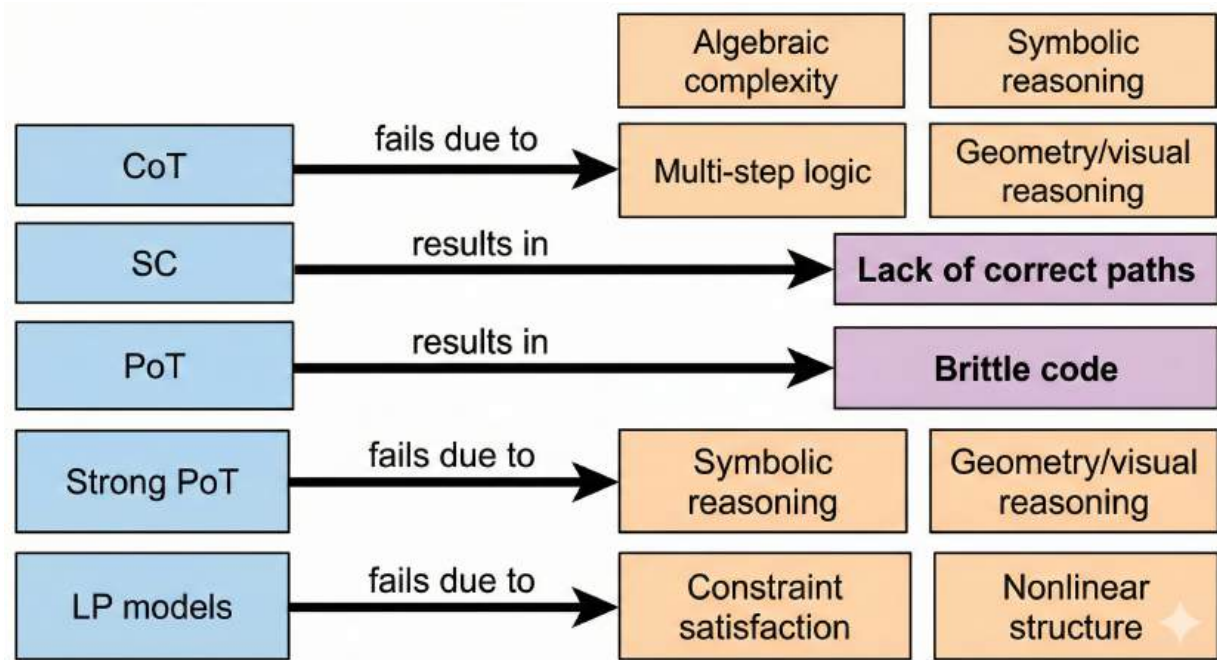 Algebraic
complexity
Symbolic
reasoning
CoT
fails due to
Multi-step logic
Geometry/visual
reasoning
SC
results in
Lack of correct paths
PoT
results in
Brittle code
Strong PoT
fails due to
Symbolic
reasoning
Geometry/visual
reasoning
LP models
fails due to
Constraint
satisfaction
Nonlinear
structure